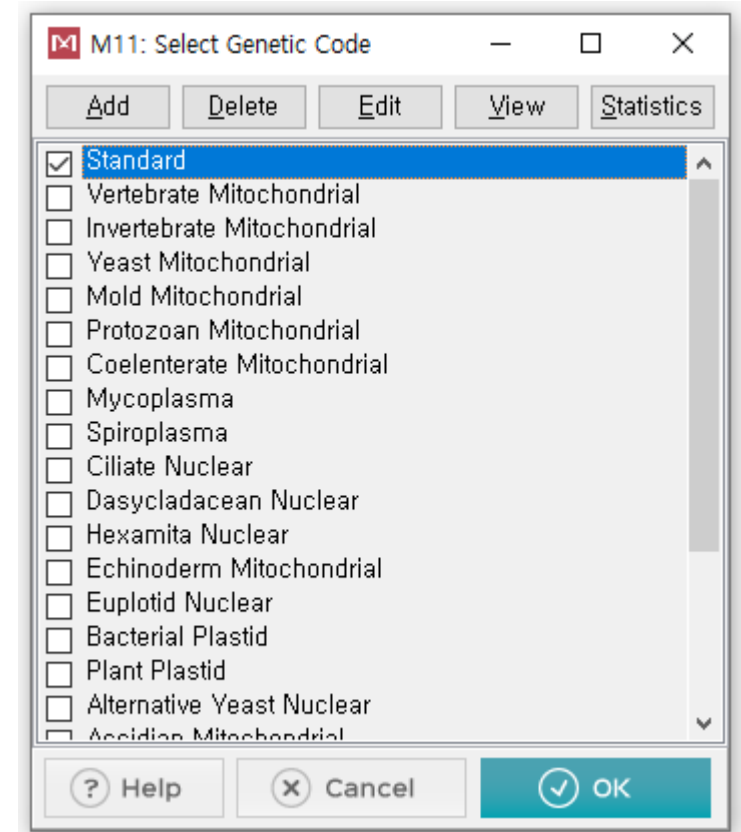 M11: Select Genetic Code
Add Delete Edit View Statistics
Standard
Vertebrate Mitochondrial
Invertebrate Mitochondrial
Yeast Mitochondrial
Mold Mitochondrial
Protozoan Mitochondrial
Coelenterate Mitochondrial
Mycoplasma
Spiroplasma
Ciliate Nuclear
Dasycladacean Nuclear
Hexamita Nuclear
Echinoderm Mitochondrial
Euplotid Nuclear
Bacterial Plastid
Plant Plastid
Alternative Yeast Nuclear
Ascidian Mitochondrial
? Help Cancel OK